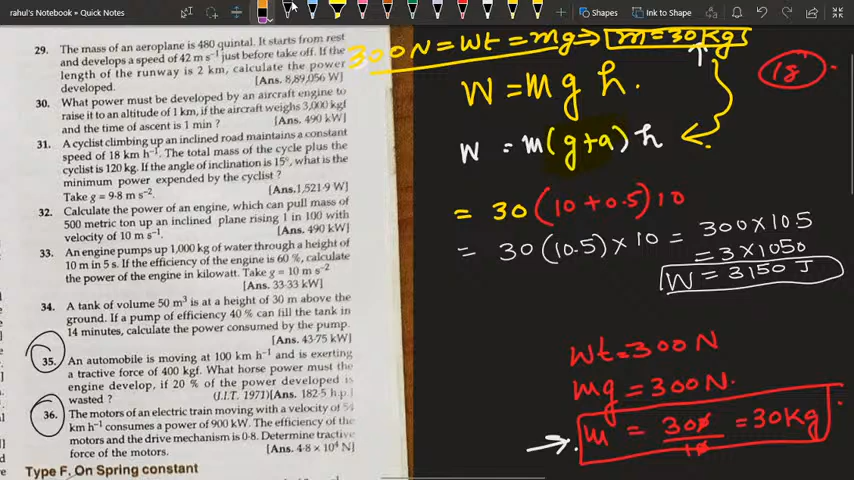 rahul's Notebook » Quick Notes
Shapes
Ink to Shape
29. The mass of an aeroplane is 480 quintal. It starts from rest
and develops a speed of 42 m s⁻¹ just before take off. If the
length of the runway is 2 km, calculate the power
developed. [Ans. 8,89,056 W]
30. What power must be developed by an aircraft engine to
raise it to an altitude of 1 km, if the aircraft weighs 3,000 kgf
and the time of ascent is 1 min ? [Ans. 490 kW]
31. A cyclist climbing up an inclined road maintains a constant
speed of 18 km h⁻¹. The total mass of the cycle plus the
cyclist is 120 kg. If the angle of inclination is 15°, what is the
minimum power expended by the cyclist ?
Take g = 9·8 m s⁻². [Ans.1,521·9 W]
32. Calculate the power of an engine, which can pull mass of
500 metric ton up an inclined plane rising 1 in 100 with
velocity of 10 m s⁻¹. [Ans. 490 kW]
33. An engine pumps up 1,000 kg of water through a height of
10 m in 5 s. If the efficiency of the engine is 60 %, calculate
the power of the engine in kilowatt. Take g = 10 m s⁻²
[Ans. 33·33 kW]
34. A tank of volume 50 m³ is at a height of 30 m above the
ground. If a pump of efficiency 40 % can fill the tank in
14 minutes, calculate the power consumed by the pump.
[Ans. 43·75 kW]
35. An automobile is moving at 100 km h⁻¹ and is exerting
a tractive force of 400 kgf. What horse power must the
engine develop, if 20 % of the power developed is
wasted ? (I.I.T. 1971)[Ans. 182·5 h.p.]
36. The motors of an electric train moving with a velocity of 54
km h⁻¹ consumes a power of 900 kW. The efficiency of the
motors and the drive mechanism is 0·8. Determine tractive
force of the motors. [Ans. 4·8 × 10⁴ N]
Type F. On Spring constant
300N = Wt = mg → m = 30 Kg
18
W = m g h.
W = m(g+a) h
= 30 (10 + 0.5) 10
= 30 (10.5) × 10 = 300 × 10.5
= 3 × 1050
W = 3150 J
Wt = 300 N
mg = 300 N.
m = 300/10 = 30 Kg